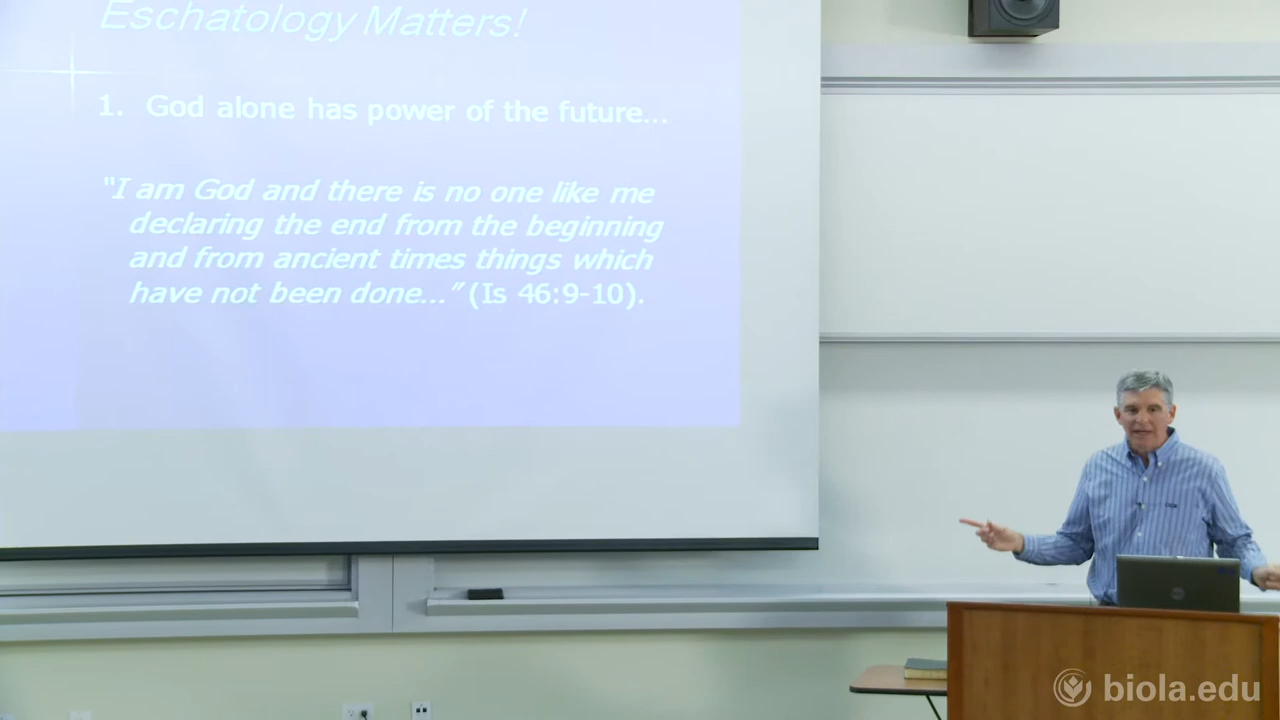 Eschatology Matters!
1. God alone has power of the future...
"I am God and there is no one like me
declaring the end from the beginning
and from ancient times things which
have not been done..." (Is 46:9-10).
biola.edu